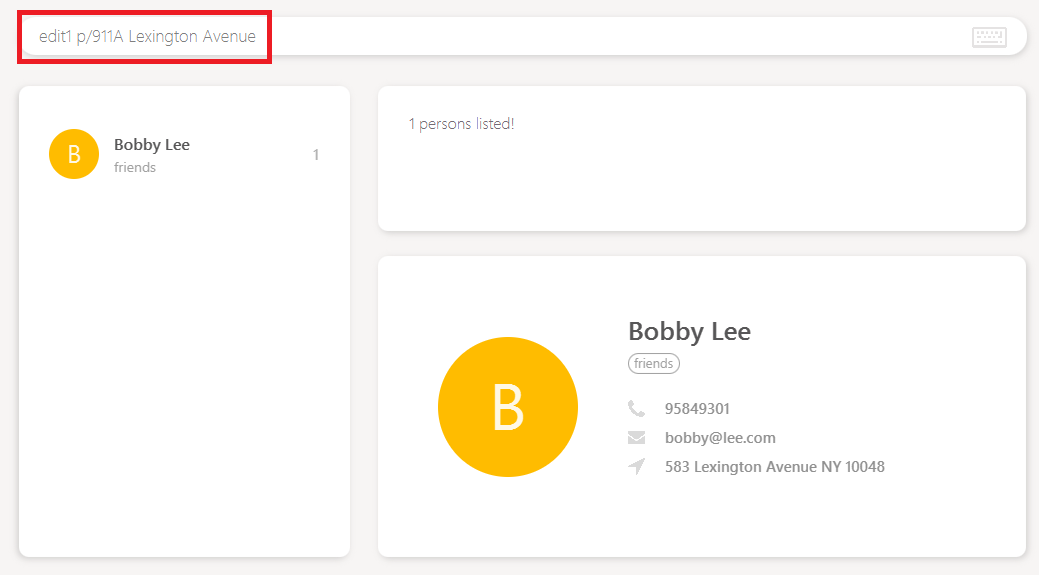 edit1 p/911A Lexington Avenue
B
Bobby Lee
friends
1
1 persons listed!
B
Bobby Lee
friends
95849301
bobby@lee.com
583 Lexington Avenue NY 10048